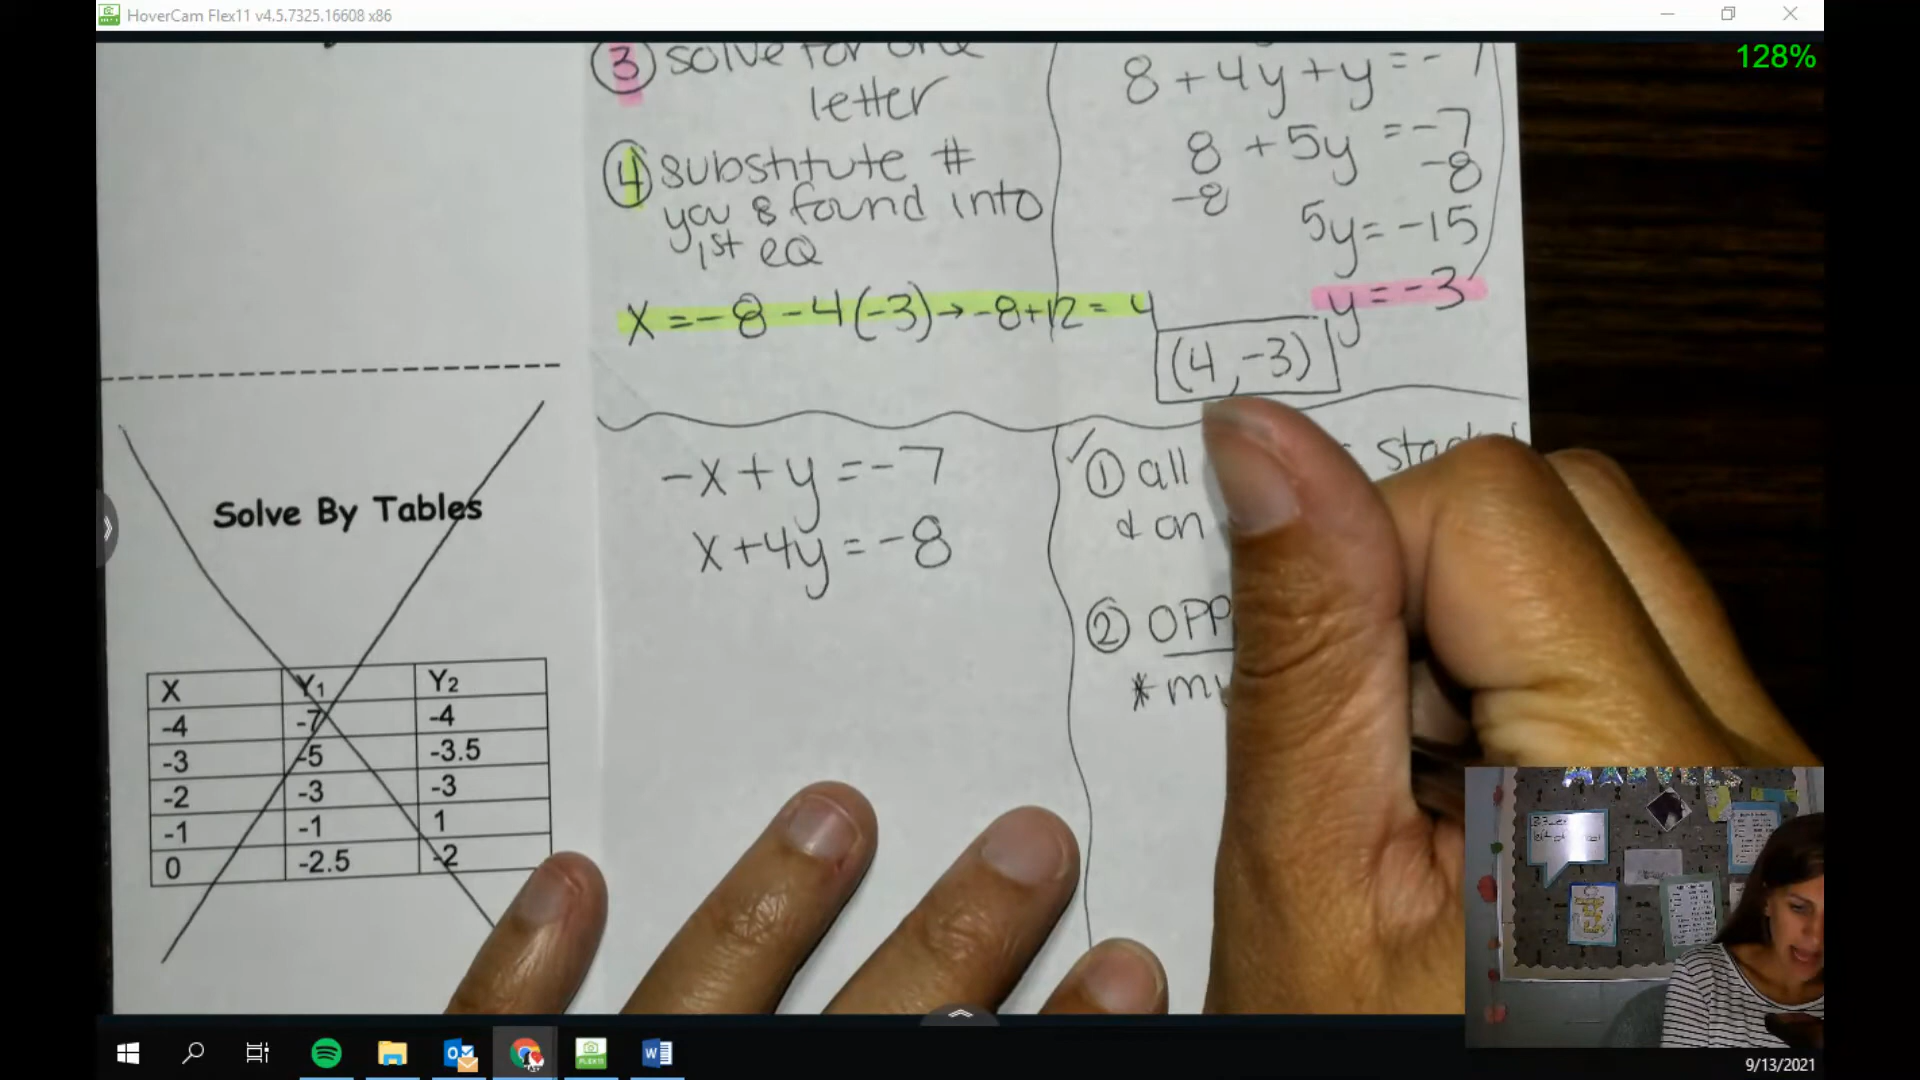 HoverCam Flex11 v4.5.7325.16608 x86
128%
③ solve for one
letter
④ substitute #
you & found into
1st eq
x = -8 -4(-3) → -8+12 = 4
8 + 4y + y = -7
8 + 5y = -7
-8 -8
5y = -15
y = -3
(4, -3)
-x + y = -7
x + 4y = -8
① all
& on
②
*
Solve By Tables
X Y₁ Y₂
-4 -7 -4
-3 -5 -3.5
-2 -3 -3
-1 -1 1
0 -2.5 -2
FLEX11
9/13/2021